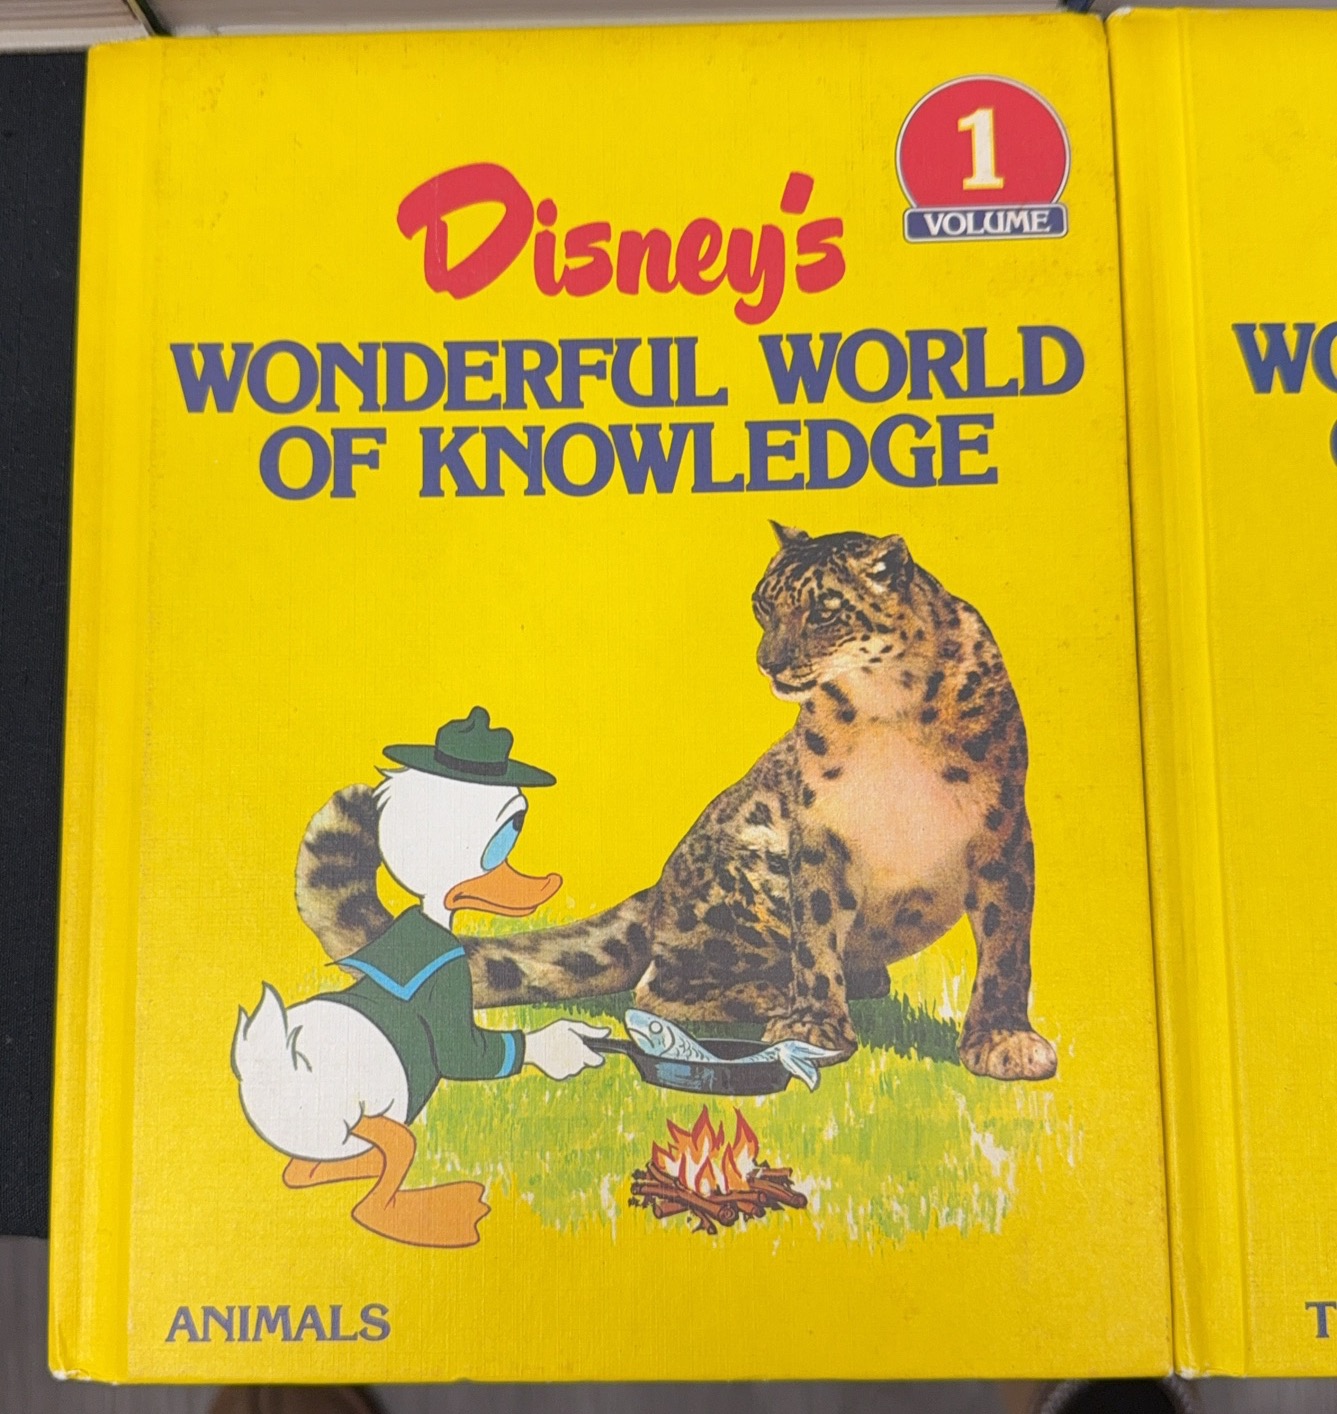 1
VOLUME
Disney's
WONDERFUL WORLD
OF KNOWLEDGE
ANIMALS